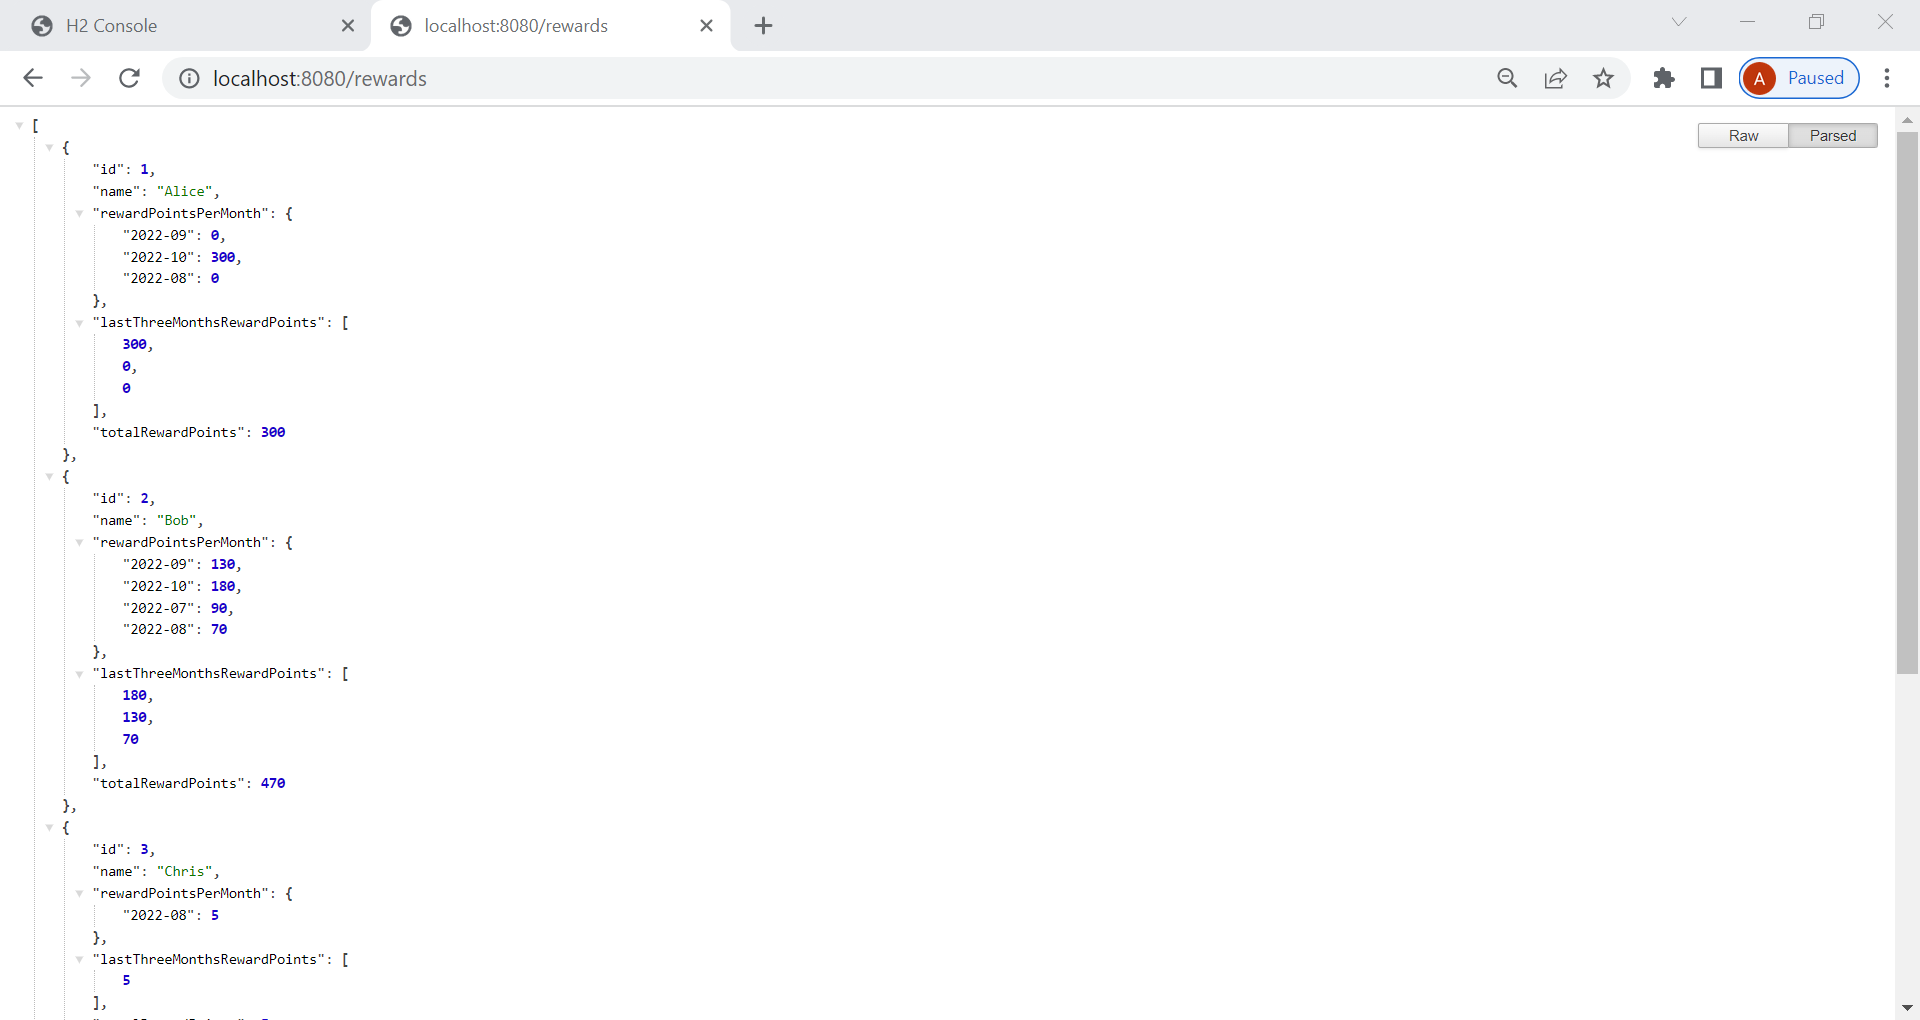 H2 Console
localhost:8080/rewards
localhost:8080/rewards
A Paused
Raw Parsed
[
{
"id": 1,
"name": "Alice",
"rewardPointsPerMonth": {
"2022-09": 0,
"2022-10": 300,
"2022-08": 0
},
"lastThreeMonthsRewardPoints": [
300,
0,
0
],
"totalRewardPoints": 300
},
{
"id": 2,
"name": "Bob",
"rewardPointsPerMonth": {
"2022-09": 130,
"2022-10": 180,
"2022-07": 90,
"2022-08": 70
},
"lastThreeMonthsRewardPoints": [
180,
130,
70
],
"totalRewardPoints": 470
},
{
"id": 3,
"name": "Chris",
"rewardPointsPerMonth": {
"2022-08": 5
},
"lastThreeMonthsRewardPoints": [
5
],